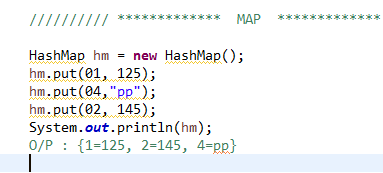 ////////// *************  MAP  *************
HashMap hm = new HashMap();
hm.put(01, 125);
hm.put(04,"pp");
hm.put(02, 145);
System.out.println(hm);
O/P : {1=125, 2=145, 4=pp}